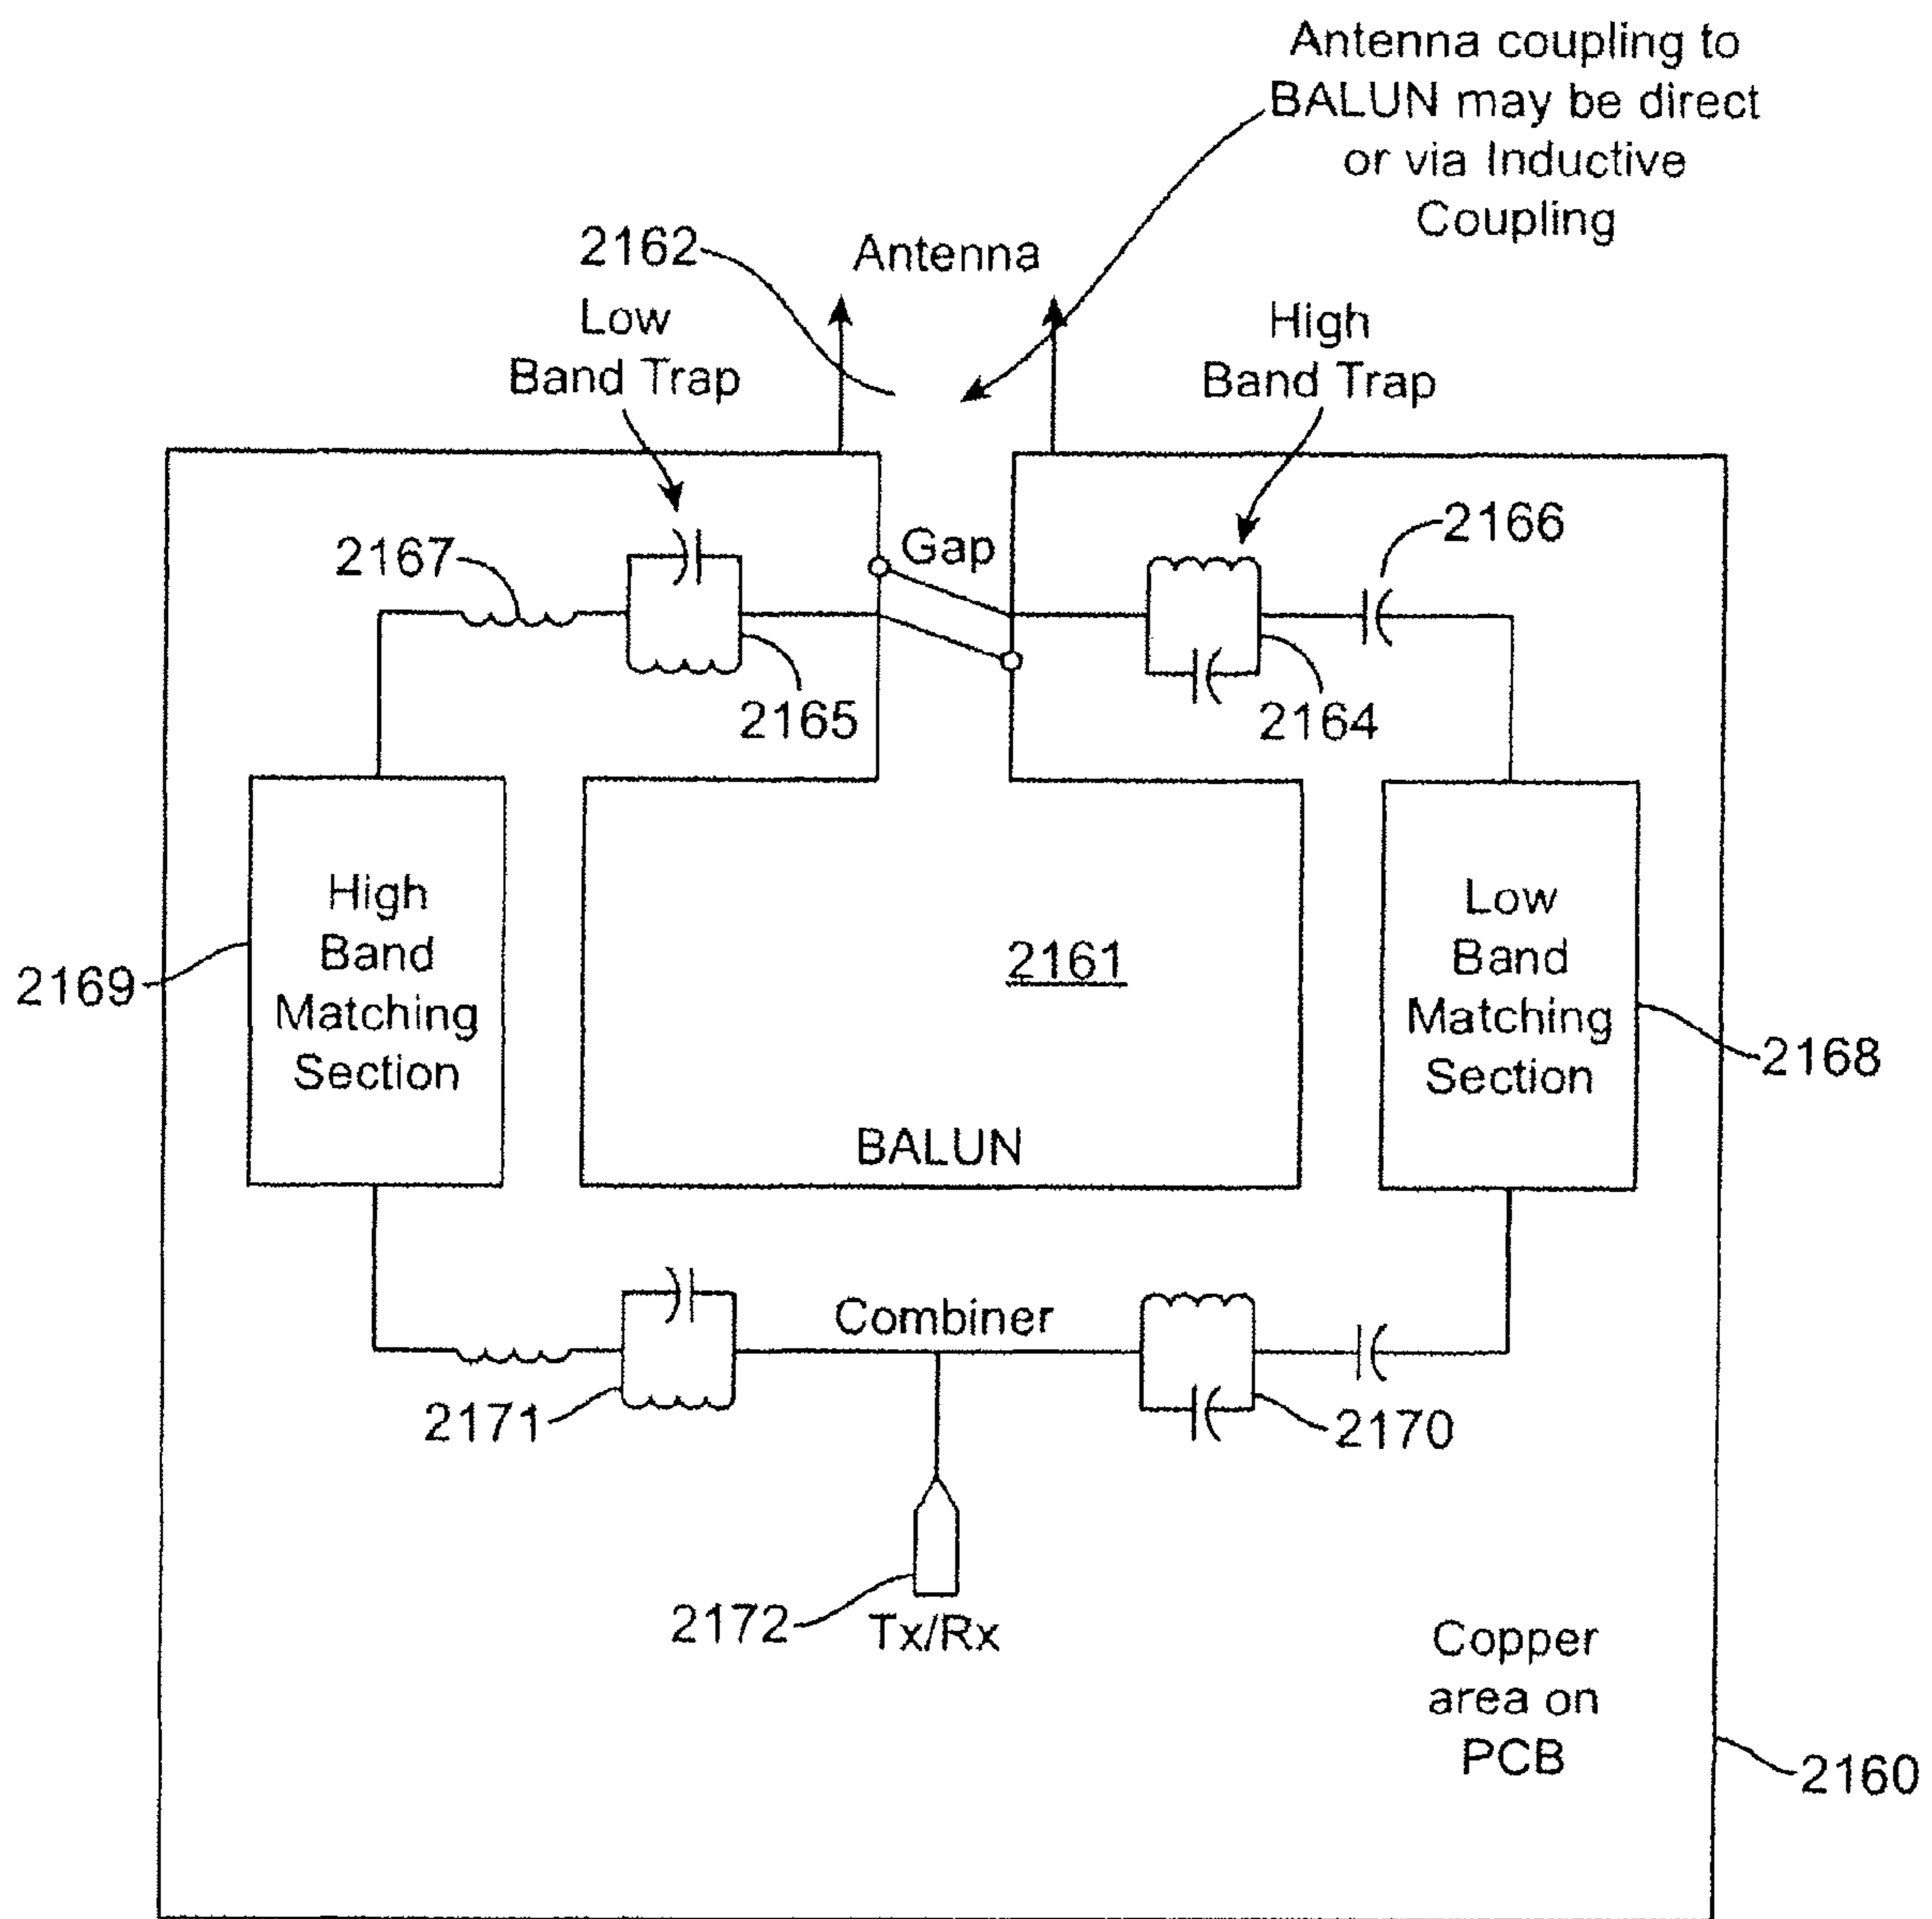 Antenna coupling to
BALUN may be direct
or via Inductive
Coupling
2162
Antenna
Low
Band Trap
High
Band Trap
2167
Gap
2166
2165
2164
High
Band
Matching
Section
2169
2161
BALUN
Low
Band
Matching
Section
2168
Combiner
2171
2170
2172
Tx/Rx
Copper
area on
PCB
2160